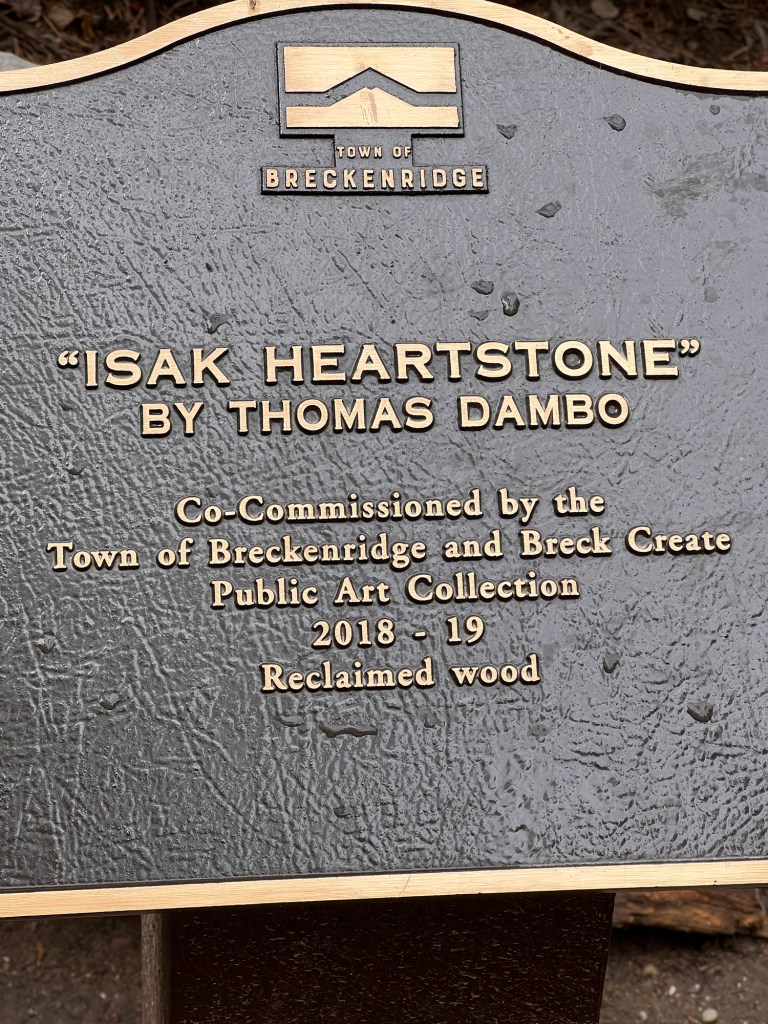 TOWN OF
BRECKENRIDGE
“ISAK HEARTSTONE”
BY THOMAS DAMBO
Co-Commissioned by the
Town of Breckenridge and Breck Create
Public Art Collection
2018 - 19
Reclaimed wood